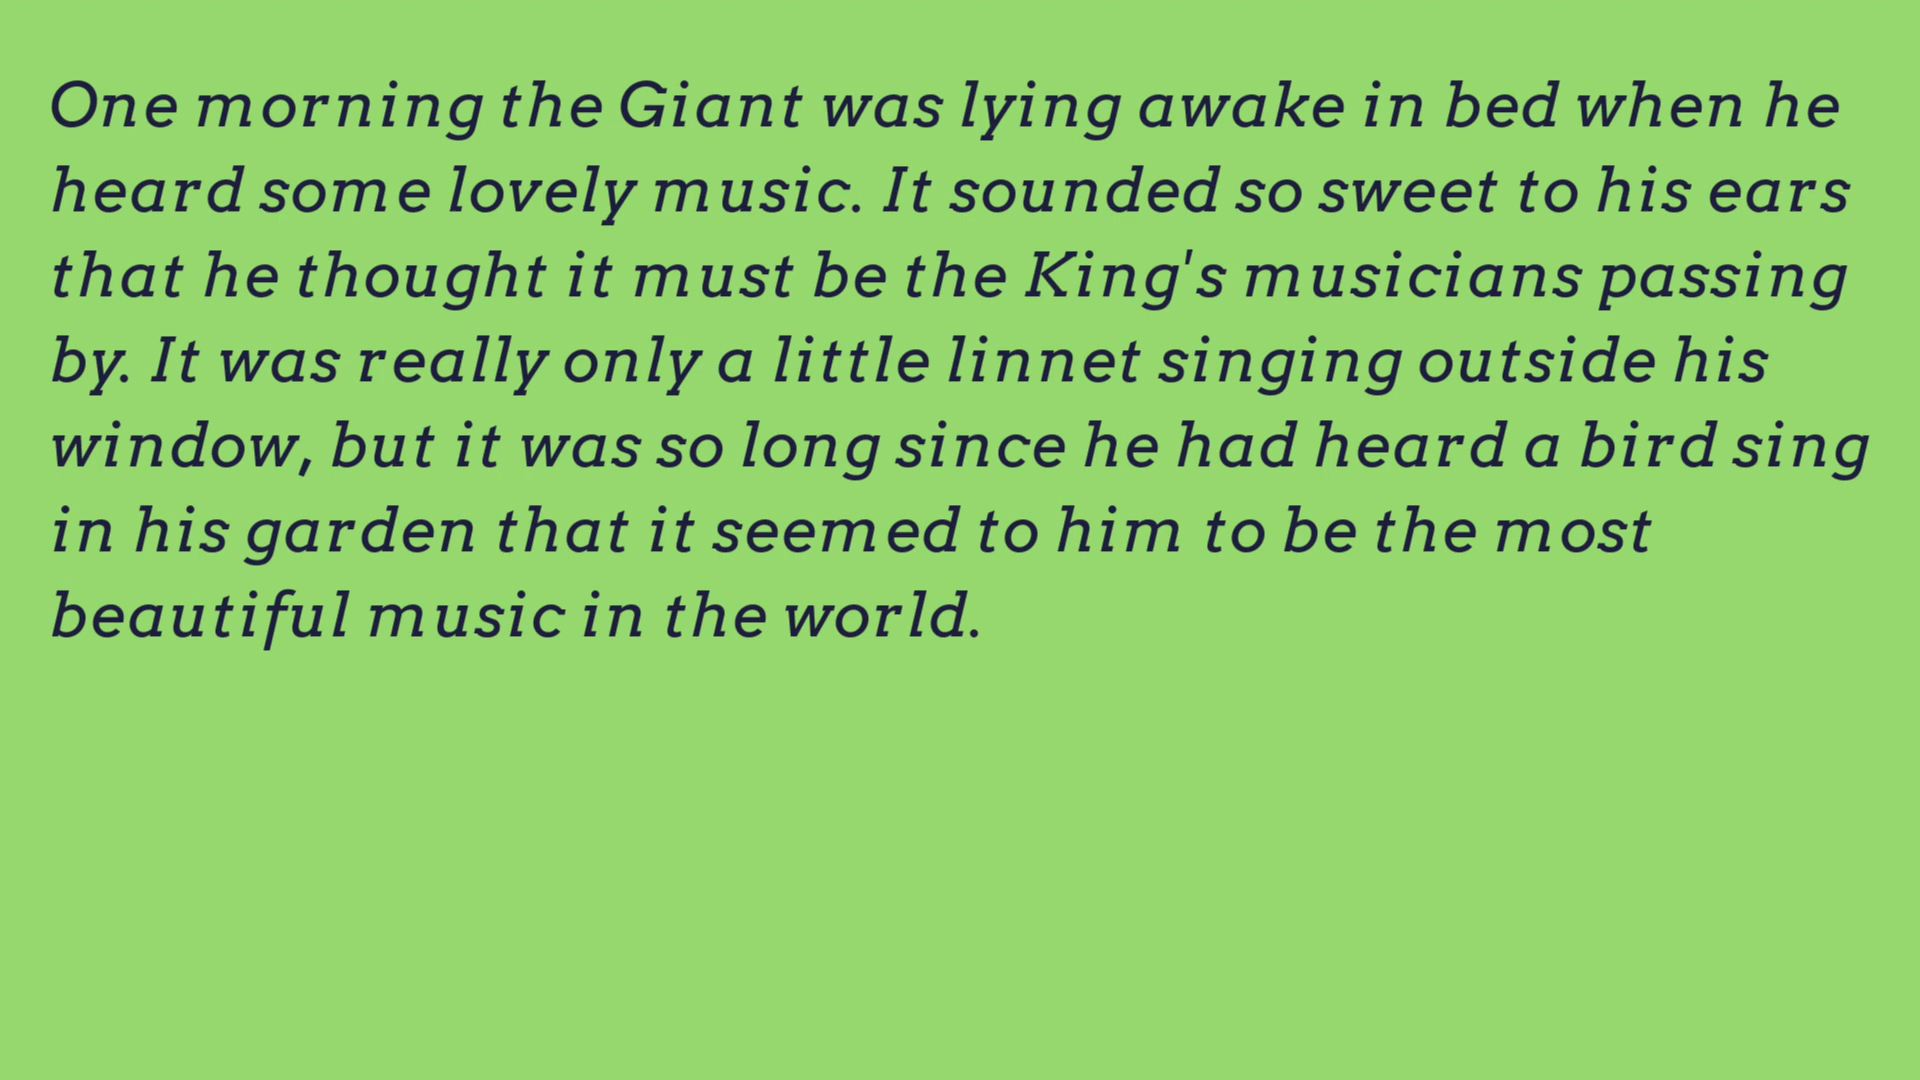 One morning the Giant was lying awake in bed when he
heard some lovely music. It sounded so sweet to his ears
that he thought it must be the King's musicians passing
by. It was really only a little linnet singing outside his
window, but it was so long since he had heard a bird sing
in his garden that it seemed to him to be the most
beautiful music in the world.